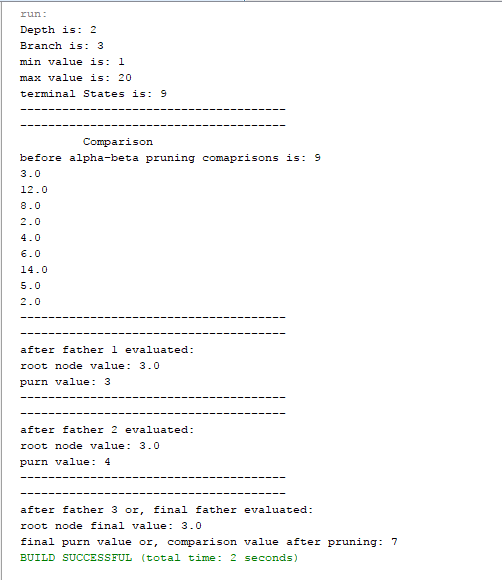 run:
Depth is: 2
Branch is: 3
min value is: 1
max value is: 20
terminal States is: 9
--------------------------------------
--------------------------------------
Comparison
before alpha-beta pruning comaprisons is: 9
3.0
12.0
8.0
2.0
4.0
6.0
14.0
5.0
2.0
--------------------------------------
--------------------------------------
after father 1 evaluated:
root node value: 3.0
purn value: 3
--------------------------------------
--------------------------------------
after father 2 evaluated:
root node value: 3.0
purn value: 4
--------------------------------------
--------------------------------------
after father 3 or, final father evaluated:
root node final value: 3.0
final purn value or, comparison value after pruning: 7
BUILD SUCCESSFUL (total time: 2 seconds)